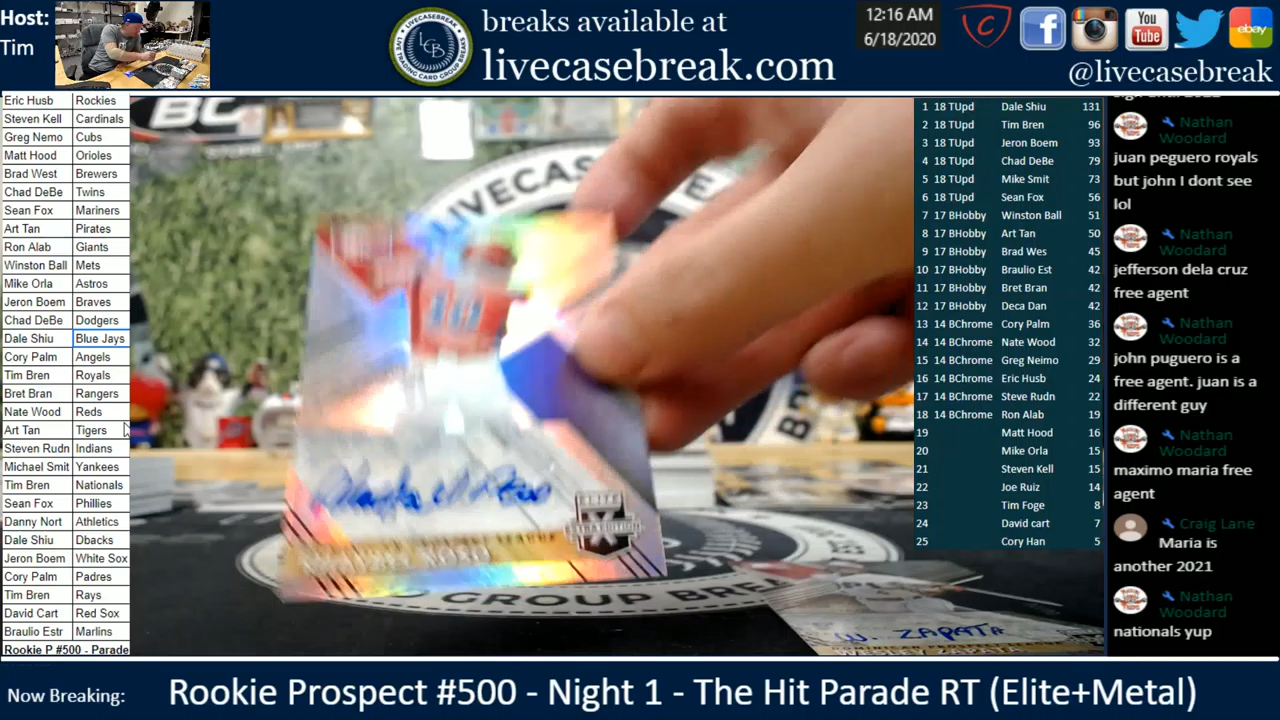 Host:
Tim
breaks available at
livecasebreak.com
12:16 AM
6/18/2020
You
Tube
ebay
@livecasebreak
LCB
Eric Husb Rockies
Steven Kell Cardinals
Greg Nemo Cubs
Matt Hood Orioles
Brad West Brewers
Chad DeBe Twins
Sean Fox Mariners
Art Tan Pirates
Ron Alab Giants
Winston Ball Mets
Mike Orla Astros
Jeron Boem Braves
Chad DeBe Dodgers
Dale Shiu Blue Jays
Cory Palm Angels
Tim Bren Royals
Bret Bran Rangers
Nate Wood Reds
Art Tan Tigers
Steven Rudn Indians
Michael Smit Yankees
Tim Bren Nationals
Sean Fox Phillies
Danny Nort Athletics
Dale Shiu Dbacks
Jeron Boem White Sox
Cory Palm Padres
Tim Bren Rays
David Cart Red Sox
Braulio Estr Marlins
Rookie P #500 - Parade
LIVECASE
D GROUP BREA
W. ZAPATA
WESLEY ZAPATA
1 18 TUpd Dale Shiu 131
2 18 TUpd Tim Bren 96
3 18 TUpd Jeron Boem 93
4 18 TUpd Chad DeBe 79
5 18 TUpd Mike Smit 73
6 18 TUpd Sean Fox 56
7 17 BHobby Winston Ball 51
8 17 BHobby Art Tan 50
9 17 BHobby Brad Wes 45
10 17 BHobby Braulio Est 42
11 17 BHobby Bret Bran 42
12 17 BHobby Deca Dan 42
13 14 BChrome Cory Palm 36
14 14 BChrome Nate Wood 32
15 14 BChrome Greg Neimo 29
16 14 BChrome Eric Husb 24
17 14 BChrome Steve Rudn 22
18 14 BChrome Ron Alab 19
19 Matt Hood 16
20 Mike Orla 15
21 Steven Kell 15
22 Joe Ruiz 14
23 Tim Foge 8
24 David cart 7
25 Cory Han 5
Nathan
Woodard
juan peguero royals
but john I dont see
lol
Nathan
Woodard
jefferson dela cruz
free agent
Nathan
Woodard
john puguero is a
free agent. juan is a
different guy
Nathan
Woodard
maximo maria free
agent
Craig Lane
Maria is
another 2021
Nathan
Woodard
nationals yup
Now Breaking:
Rookie Prospect #500 - Night 1 - The Hit Parade RT (Elite+Metal)